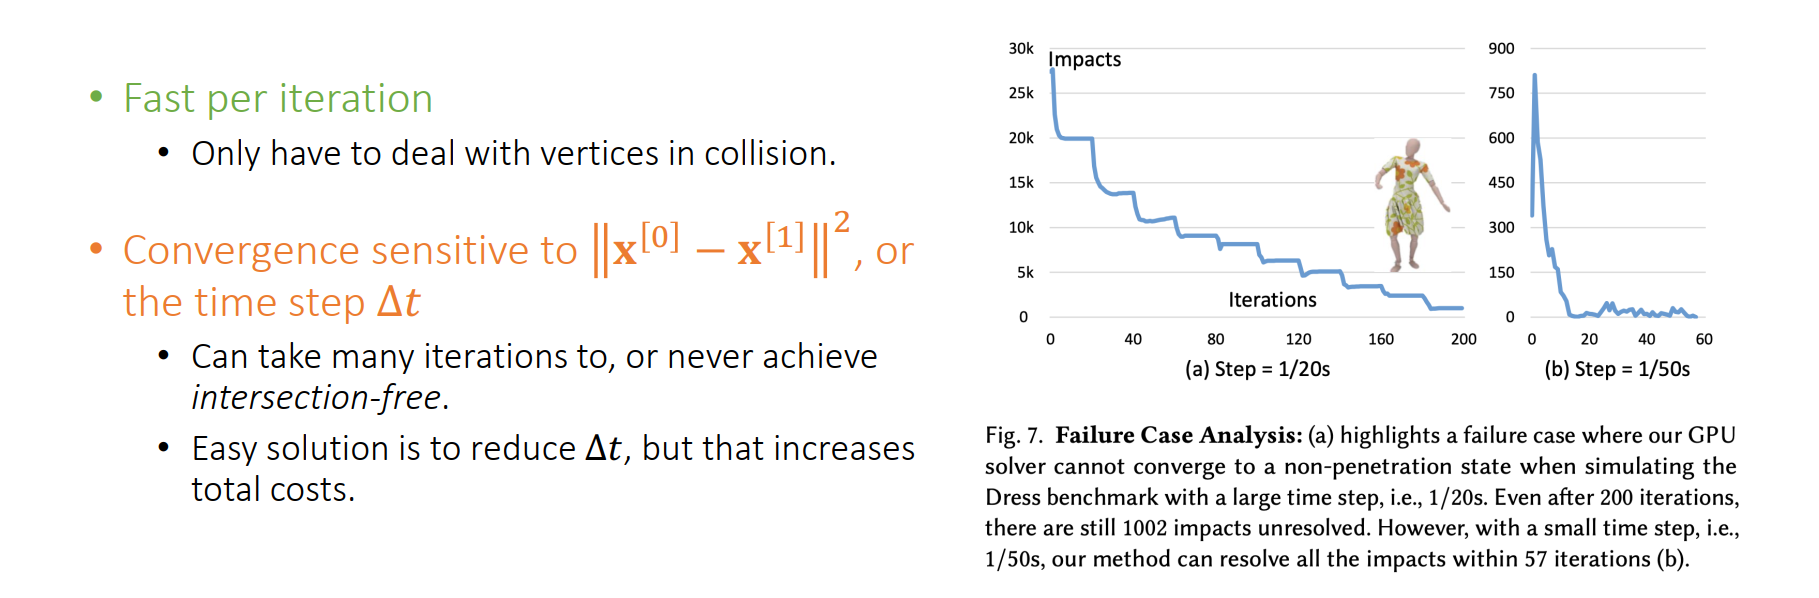 • Fast per iteration
• Only have to deal with vertices in collision.
• Convergence sensitive to ‖𝐱^[0] − 𝐱^[1]‖², or
the time step Δt
• Can take many iterations to, or never achieve
intersection-free.
• Easy solution is to reduce Δt, but that increases
total costs.
30k
Impacts
25k
20k
15k
10k
5k
Iterations
0
0 40 80 120 160 200
(a) Step = 1/20s
900
750
600
450
300
150
0
0 20 40 60
(b) Step = 1/50s
Fig. 7. Failure Case Analysis: (a) highlights a failure case where our GPU
solver cannot converge to a non-penetration state when simulating the
Dress benchmark with a large time step, i.e., 1/20s. Even after 200 iterations,
there are still 1002 impacts unresolved. However, with a small time step, i.e.,
1/50s, our method can resolve all the impacts within 57 iterations (b).